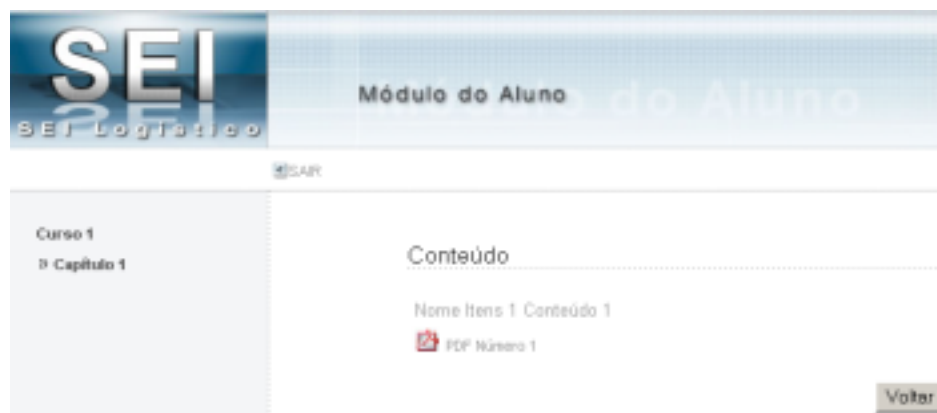 SEI
SEI Logístico
Módulo do Aluno
do Aluno
SAIR
Curso 1
Capítulo 1
Conteúdo
Nome Itens 1 Conteúdo 1
PDF Número 1
Voltar